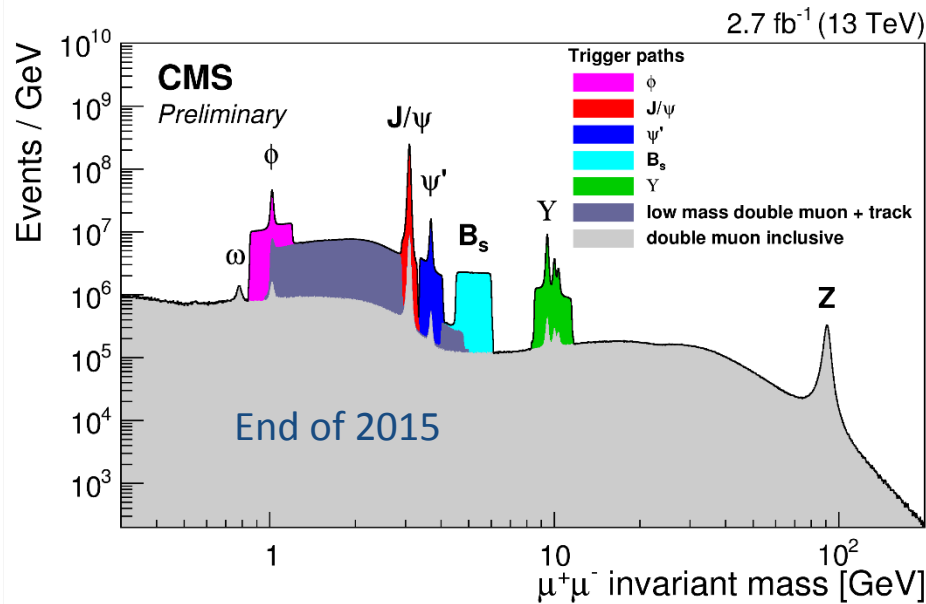 2.7 fb⁻¹ (13 TeV)
Events / GeV
10¹⁰
10⁹
10⁸
10⁷
10⁶
10⁵
10⁴
10³
CMS
Preliminary
Trigger paths
ϕ
J/ψ
ψ'
Bₛ
Υ
low mass double muon + track
double muon inclusive
ω
ϕ
J/ψ
ψ'
Bₛ
Υ
Z
End of 2015
1
10
10²
μ⁺μ⁻ invariant mass [GeV]